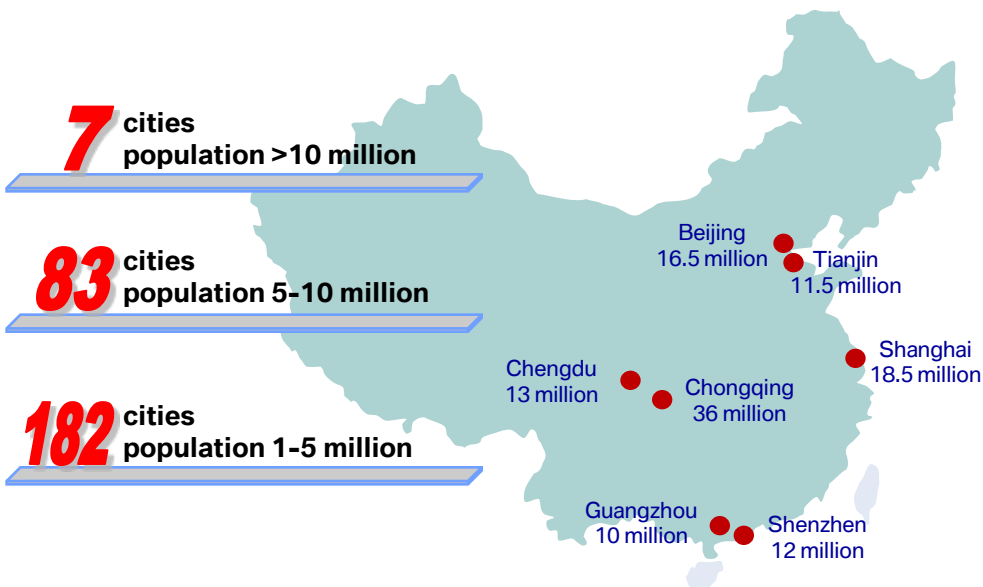 7 cities
population >10 million
83 cities
population 5-10 million
182 cities
population 1-5 million
Beijing
16.5 million
Tianjin
11.5 million
Shanghai
18.5 million
Chengdu
13 million
Chongqing
36 million
Guangzhou
10 million
Shenzhen
12 million